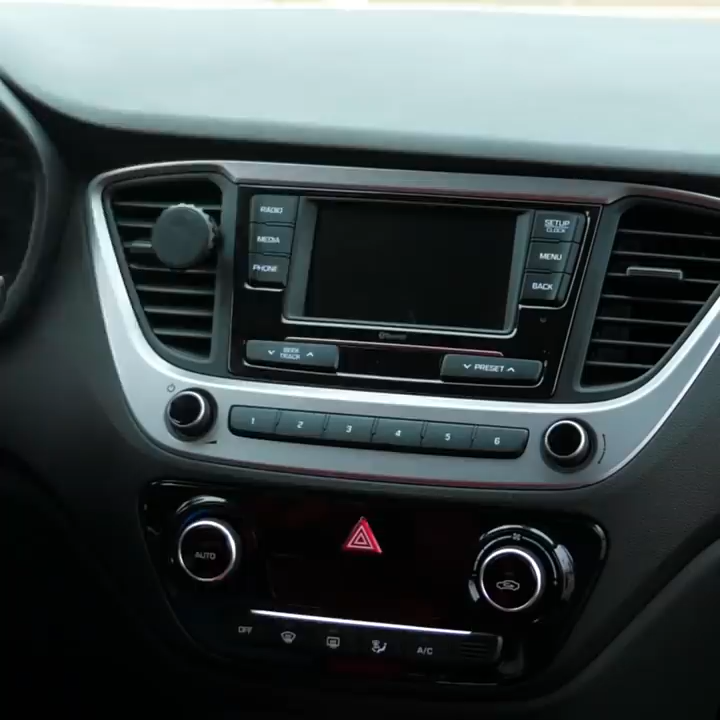 RADIO
MEDIA
PHONE
SETUP
CLOCK
MENU
BACK
SEEK
TRACK
PRESET
1 2 3 4 5 6
AUTO
OFF
A/C